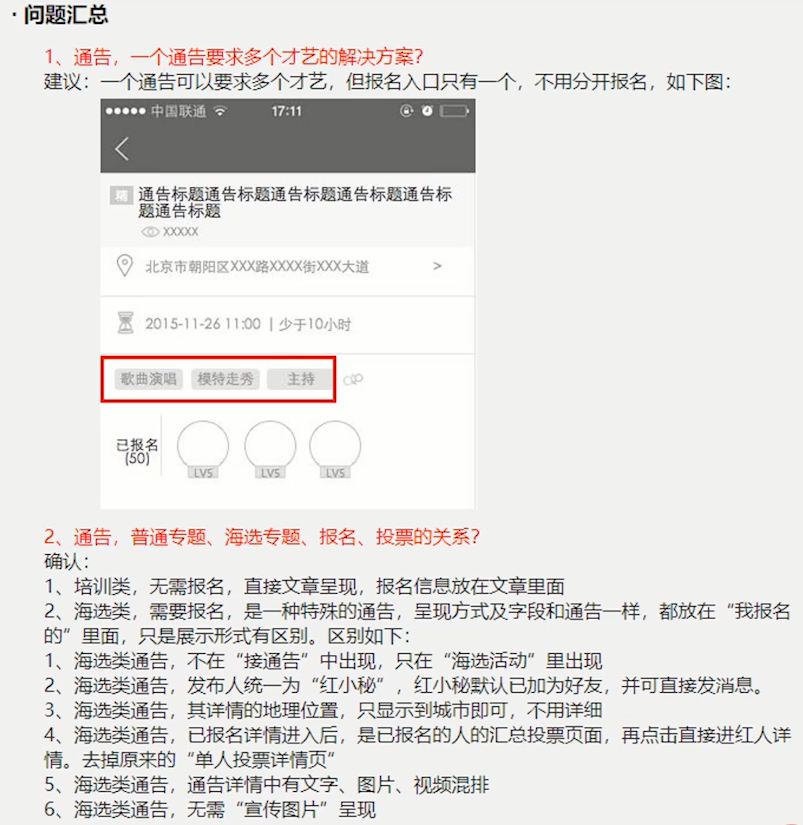 · 问题汇总
1、通告，一个通告要求多个才艺的解决方案？
建议：一个通告可以要求多个才艺，但报名入口只有一个，不用分开报名，如下图：
中国联通 17:11
精 通告标题通告标题通告标题通告标题通告标
题通告标题
XXXXX
北京市朝阳区XXX路XXXX街XXX大道 >
2015-11-26 11:00 | 少于10小时
歌曲演唱 模特走秀 主持
已报名
(50)
LV5 LV5 LV5
2、通告，普通专题、海选专题、报名、投票的关系？
确认：
1、培训类，无需报名，直接文章呈现，报名信息放在文章里面
2、海选类，需要报名，是一种特殊的通告，呈现方式及字段和通告一样，都放在“我报名
的”里面，只是展示形式有区别。区别如下：
1、海选类通告，不在“接通告”中出现，只在“海选活动”里出现
2、海选类通告，发布人统一为“红小秘”，红小秘默认已加为好友，并可直接发消息。
3、海选类通告，其详情的地理位置，只显示到城市即可，不用详细
4、海选类通告，已报名详情进入后，是已报名的人的汇总投票页面，再点击直接进红人详
情。去掉原来的“单人投票详情页“
5、海选类通告，通告详情中有文字、图片、视频混排
6、海选类通告，无需“宣传图片”呈现